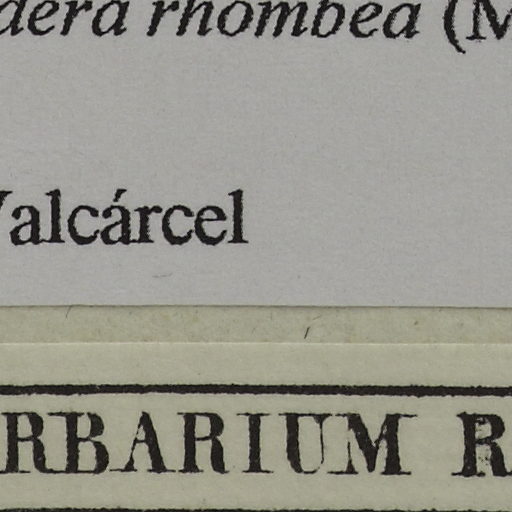 dera rhombea (M
Valcárcel
RBARIUM R